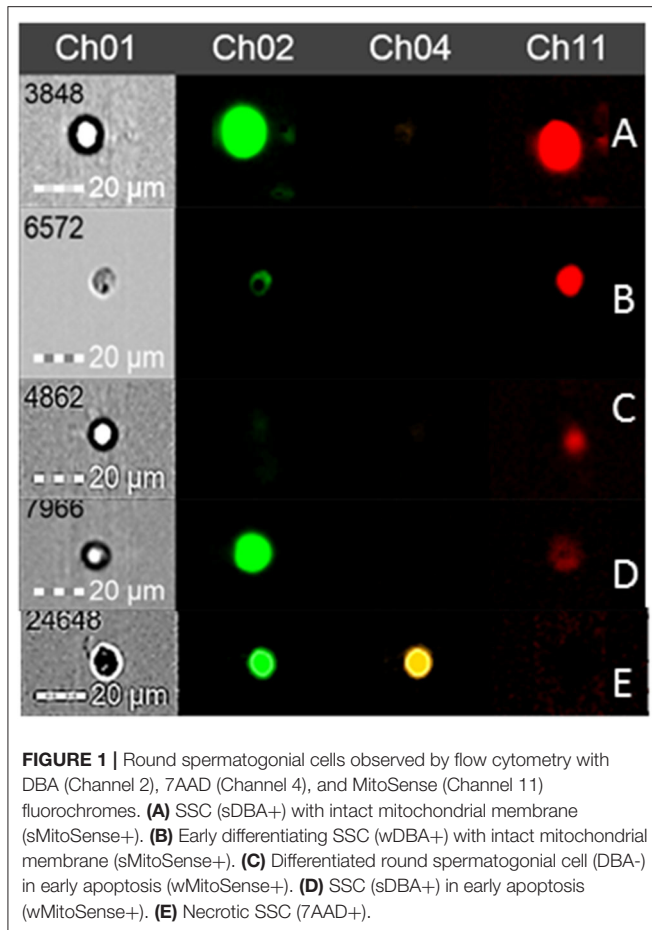 Ch01 Ch02 Ch04 Ch11
3848
A
20 µm
6572
B
20 µm
4862
C
20 µm
7966
D
20 µm
24648
E
20 µm
FIGURE 1 | Round spermatogonial cells observed by flow cytometry with
DBA (Channel 2), 7AAD (Channel 4), and MitoSense (Channel 11)
fluorochromes. (A) SSC (sDBA+) with intact mitochondrial membrane
(sMitoSense+). (B) Early differentiating SSC (wDBA+) with intact mitochondrial
membrane (sMitoSense+). (C) Differentiated round spermatogonial cell (DBA-)
in early apoptosis (wMitoSense+). (D) SSC (sDBA+) in early apoptosis
(wMitoSense+). (E) Necrotic SSC (7AAD+).